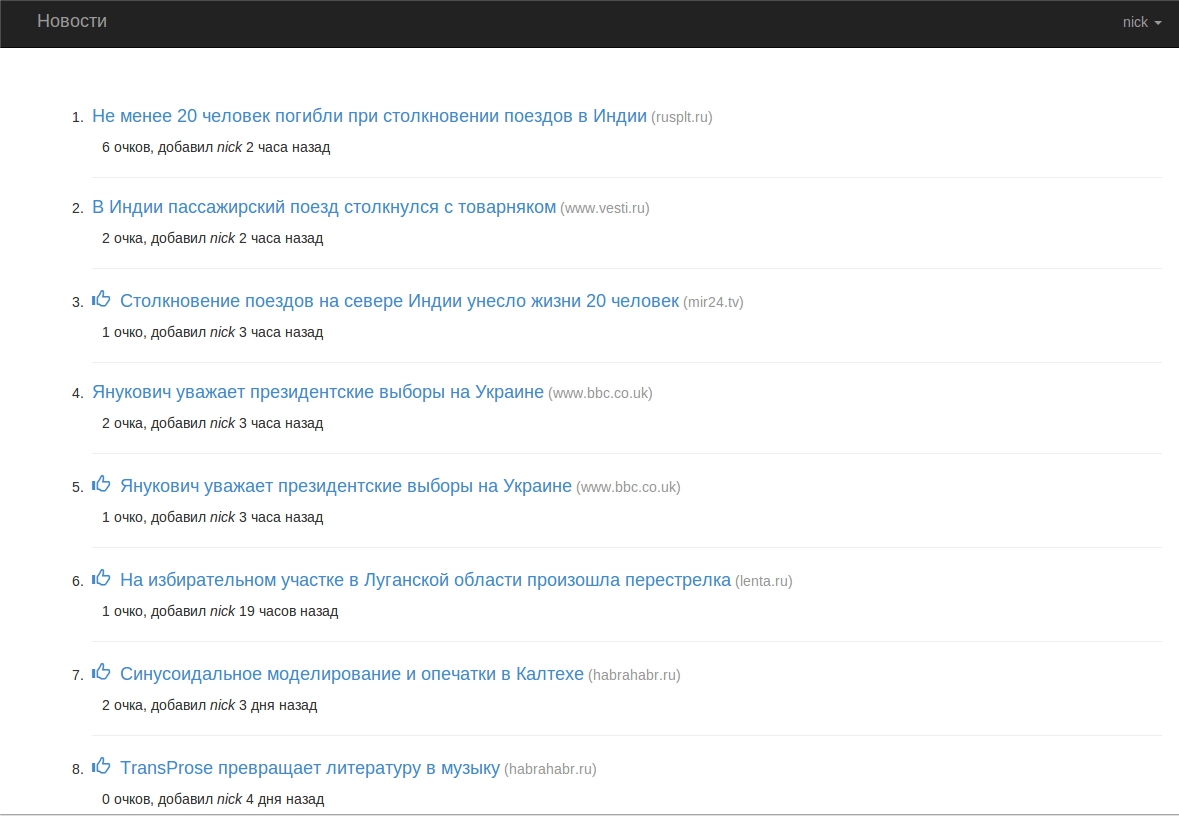 Новости
nick
1. Не менее 20 человек погибли при столкновении поездов в Индии (rusplt.ru)
6 очков, добавил nick 2 часа назад
2. В Индии пассажирский поезд столкнулся с товарняком (www.vesti.ru)
2 очка, добавил nick 2 часа назад
3. Столкновение поездов на севере Индии унесло жизни 20 человек (mir24.tv)
1 очко, добавил nick 3 часа назад
4. Янукович уважает президентские выборы на Украине (www.bbc.co.uk)
2 очка, добавил nick 3 часа назад
5. Янукович уважает президентские выборы на Украине (www.bbc.co.uk)
1 очко, добавил nick 3 часа назад
6. На избирательном участке в Луганской области произошла перестрелка (lenta.ru)
1 очко, добавил nick 19 часов назад
7. Синусоидальное моделирование и опечатки в Калтехе (habrahabr.ru)
2 очка, добавил nick 3 дня назад
8. TransProse превращает литературу в музыку (habrahabr.ru)
0 очков, добавил nick 4 дня назад